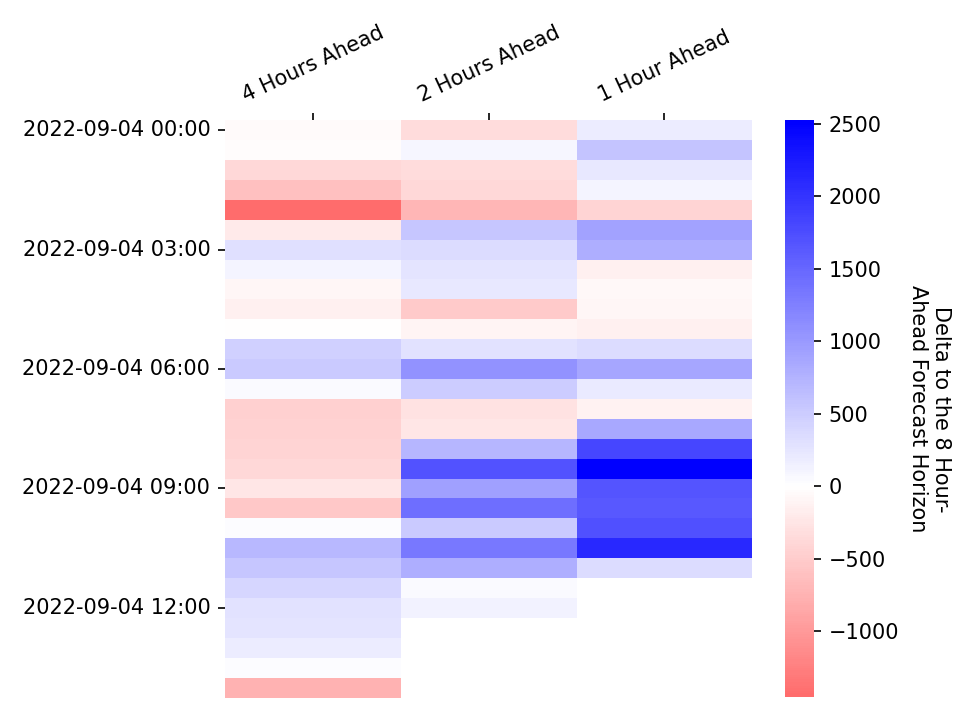 4 Hours Ahead
2 Hours Ahead
1 Hour Ahead
2022-09-04 00:00
2022-09-04 03:00
2022-09-04 06:00
2022-09-04 09:00
2022-09-04 12:00
2500
2000
1500
1000
500
0
−500
−1000
Delta to the 8 Hour-
Ahead Forecast Horizon